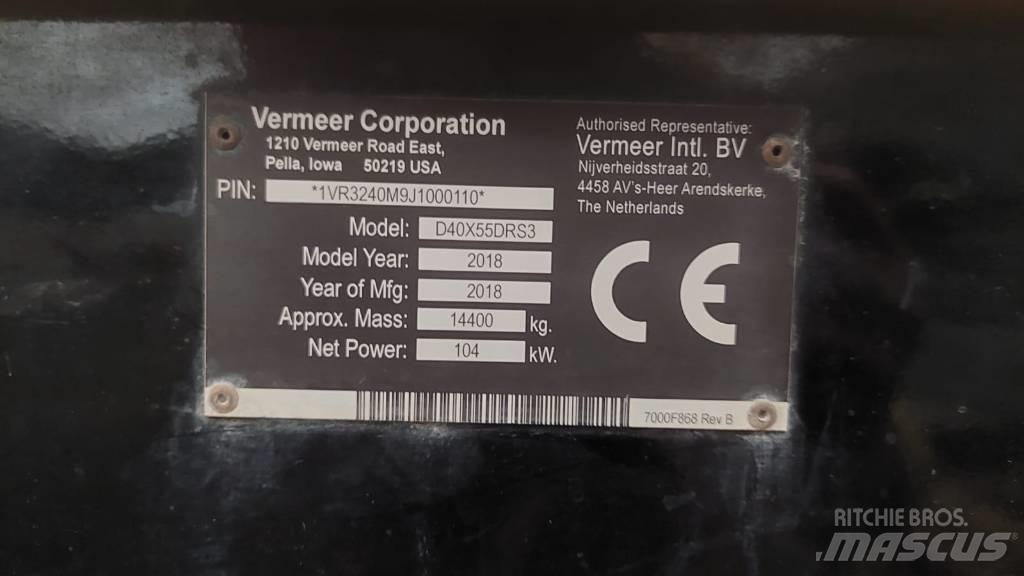 Vermeer Corporation
1210 Vermeer Road East,
Pella, Iowa 50219 USA
PIN: *1VR3240M9J1000110*
Model: D40X55DRS3
Model Year: 2018
Year of Mfg: 2018
Approx. Mass: 14400 kg.
Net Power: 104 kW.
Authorised Representative:
Vermeer Intl. BV
Nijverheidsstraat 20,
4458 AV's-Heer Arendskerke,
The Netherlands
CE
7000F868 Rev B
RITCHIE BROS.
MASCUS